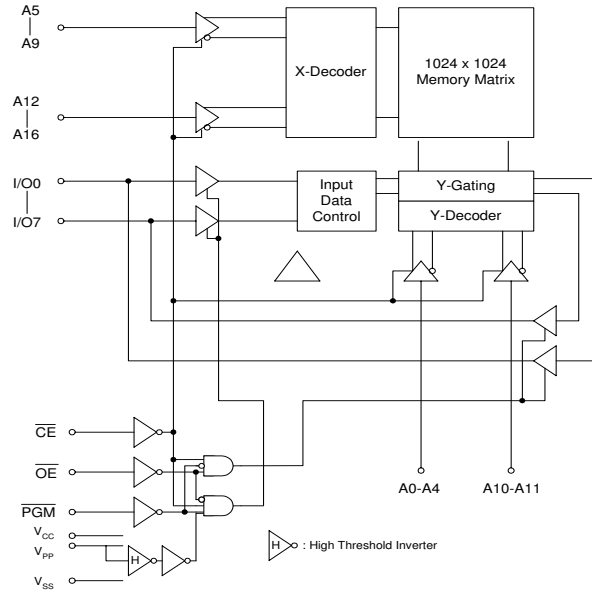 A5
A9
X-Decoder
1024 x 1024
Memory Matrix
A12
A16
I/O0
I/O7
Input
Data
Control
Y-Gating
Y-Decoder
CE
OE
PGM
A0-A4
A10-A11
VCC
VPP
VSS
H
H
: High Threshold Inverter